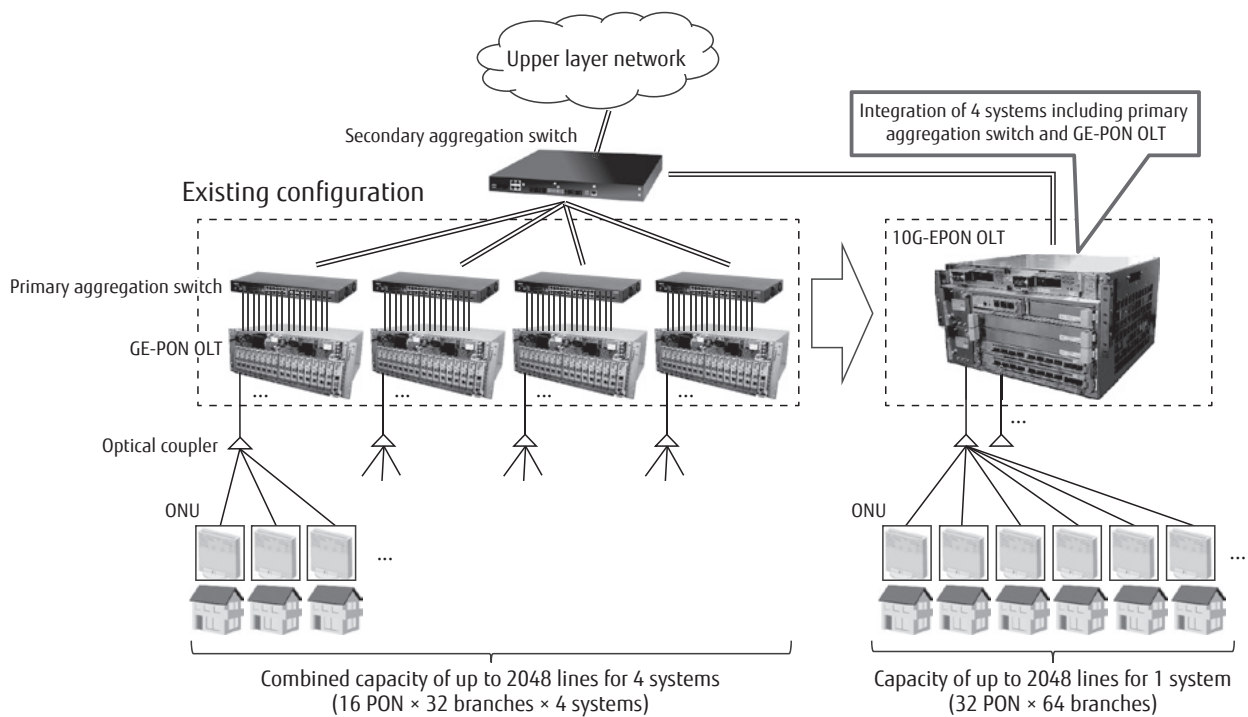 Upper layer network
Integration of 4 systems including primary
aggregation switch and GE-PON OLT
Secondary aggregation switch
Existing configuration
10G-EPON OLT
Primary aggregation switch
GE-PON OLT
...
...
...
...
...
Optical coupler
ONU
...
ONU
...
Combined capacity of up to 2048 lines for 4 systems
(16 PON × 32 branches × 4 systems)
Capacity of up to 2048 lines for 1 system
(32 PON × 64 branches)